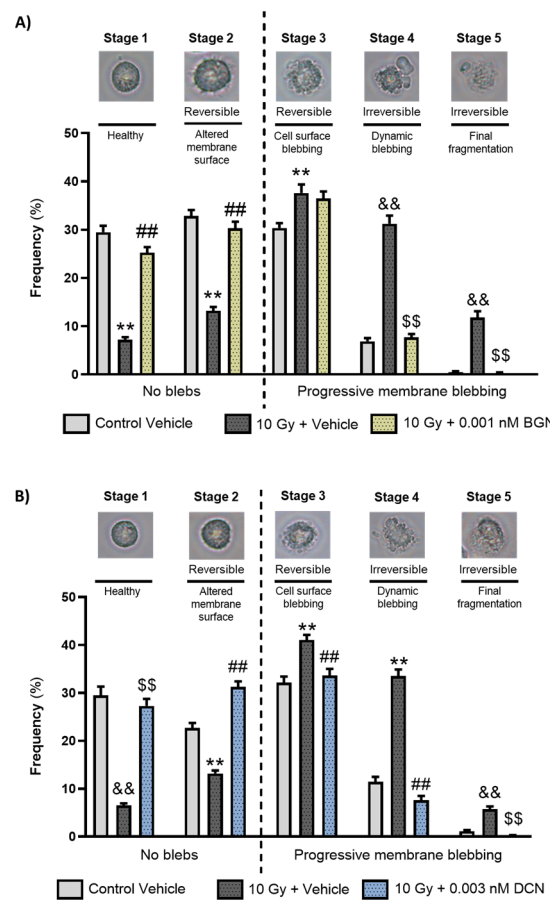 A)
Stage 1 Stage 2 Stage 3 Stage 4 Stage 5
Reversible Reversible Irreversible Irreversible
Healthy Altered membrane surface Cell surface blebbing Dynamic blebbing Final fragmentation
50
40
30
20
10
0
Frequency (%)
** ## ** ## ** && $$ && $$
No blebs Progressive membrane blebbing
Control Vehicle 10 Gy + Vehicle 10 Gy + 0.001 nM BGN
B)
Stage 1 Stage 2 Stage 3 Stage 4 Stage 5
Reversible Reversible Irreversible Irreversible
Healthy Altered membrane surface Cell surface blebbing Dynamic blebbing Final fragmentation
50
40
30
20
10
0
Frequency (%)
&& $$ ** ## ** ## ** ## && $$
No blebs Progressive membrane blebbing
Control Vehicle 10 Gy + Vehicle 10 Gy + 0.003 nM DCN